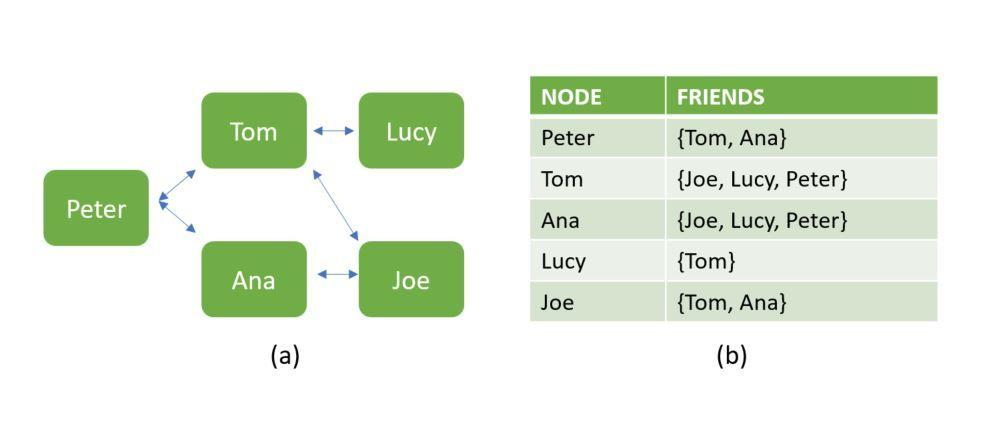 Tom
Lucy
Peter
Ana
Joe
(a)
NODE FRIENDS
Peter {Tom, Ana}
Tom {Joe, Lucy, Peter}
Ana {Joe, Lucy, Peter}
Lucy {Tom}
Joe {Tom, Ana}
(b)